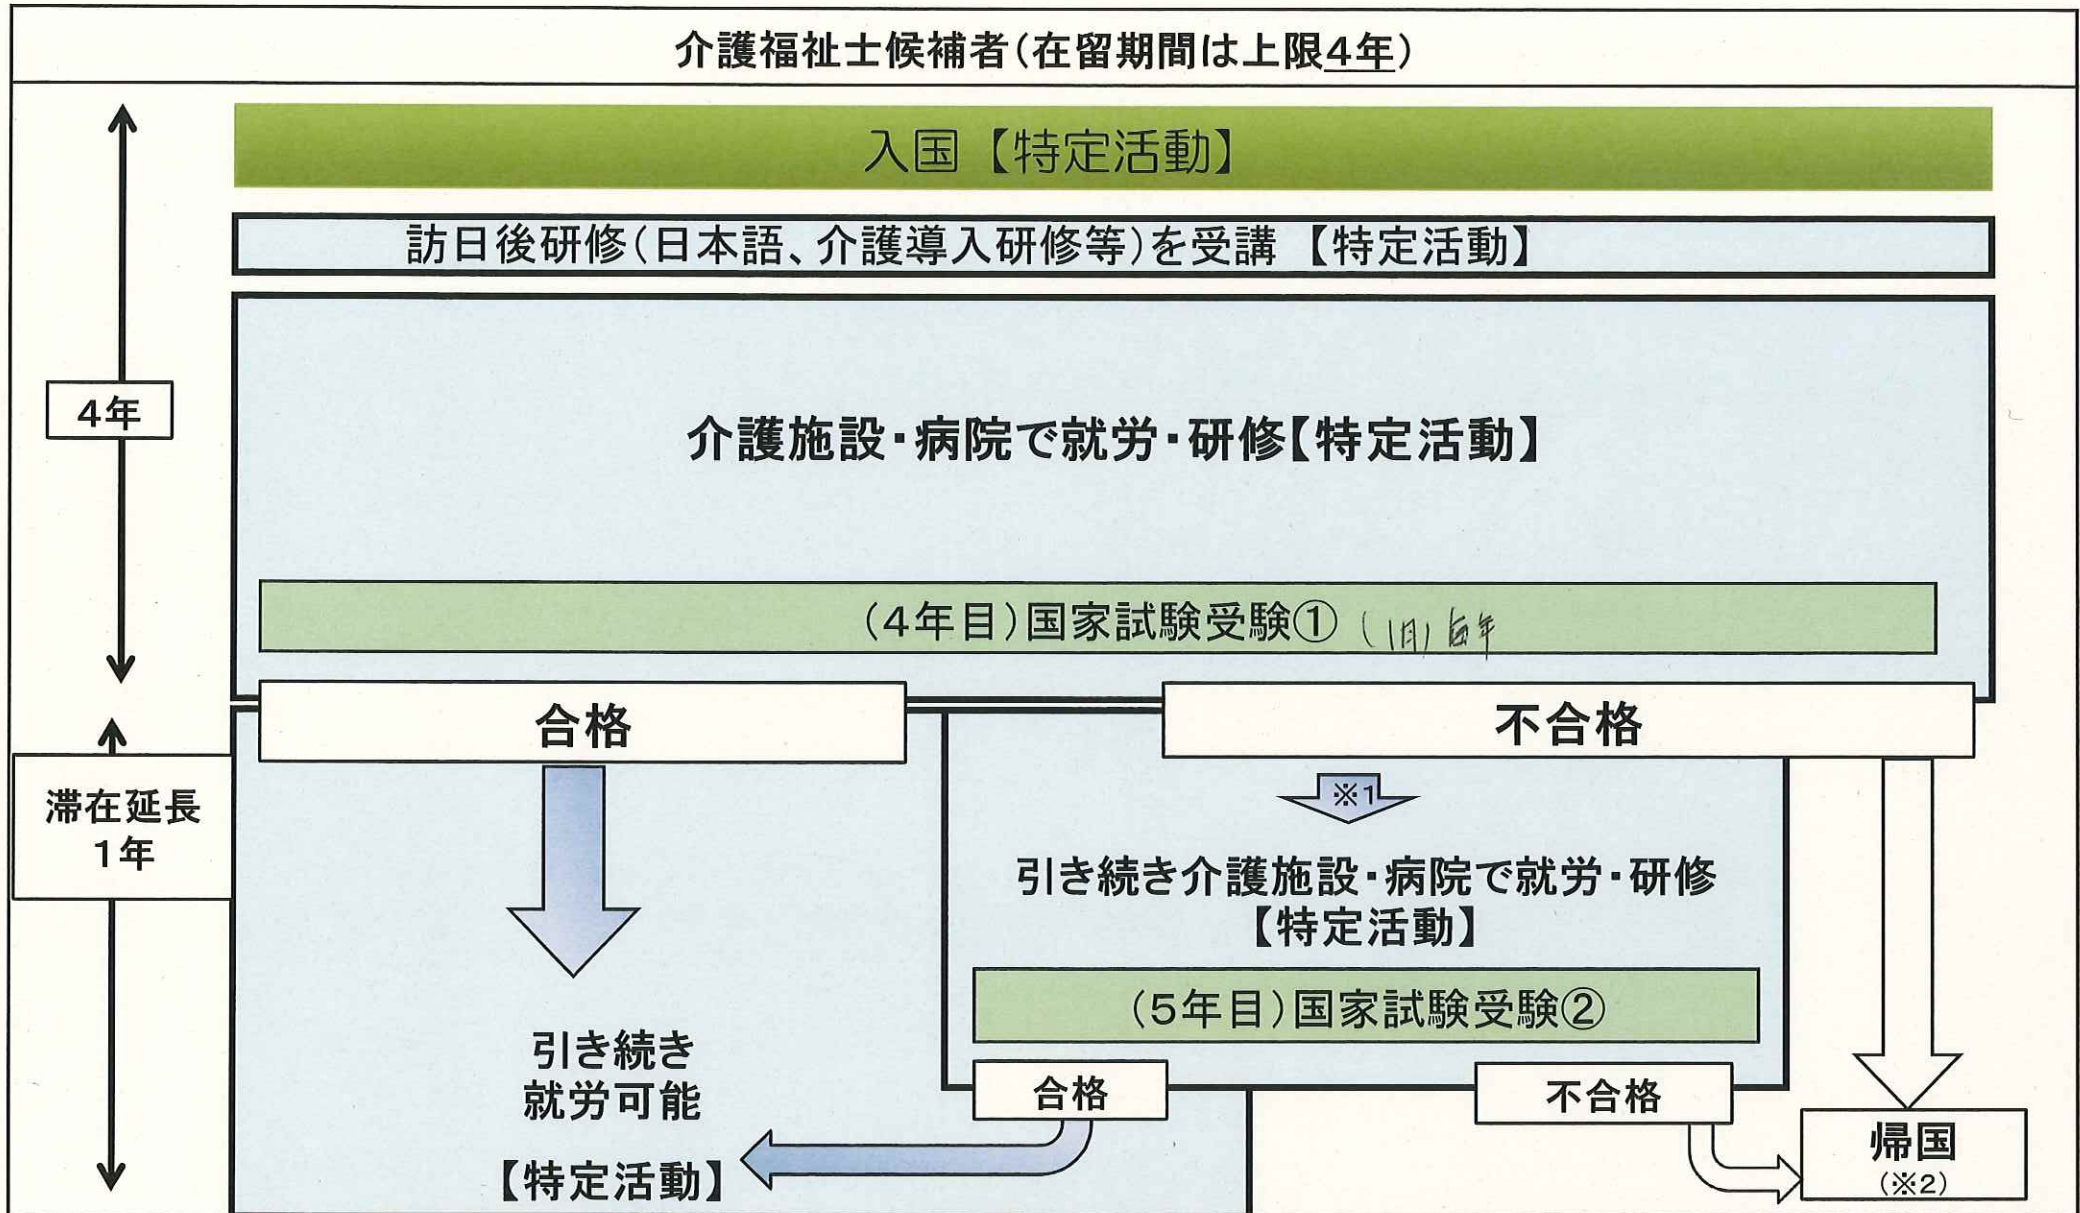 介護福祉士候補者(在留期間は上限4年)
入国【特定活動】
訪日後研修(日本語、介護導入研修等)を受講 【特定活動】
4年
介護施設・病院で就労・研修【特定活動】
(4年目)国家試験受験① (1月) 毎年
合格
不合格
滞在延長
1年
※1
引き続き介護施設・病院で就労・研修
【特定活動】
(5年目)国家試験受験②
引き続き
就労可能
【特定活動】
合格
不合格
帰国
(※2)